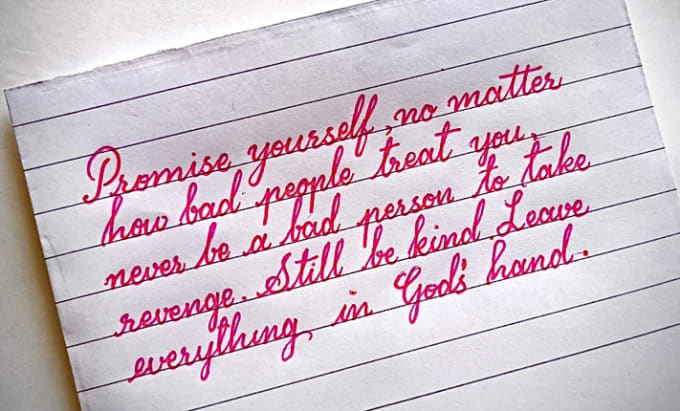 Promise yourself, no matter
how bad people treat you,
never be a bad person to take
revenge. Still be kind. Leave
everything, in God's hand.